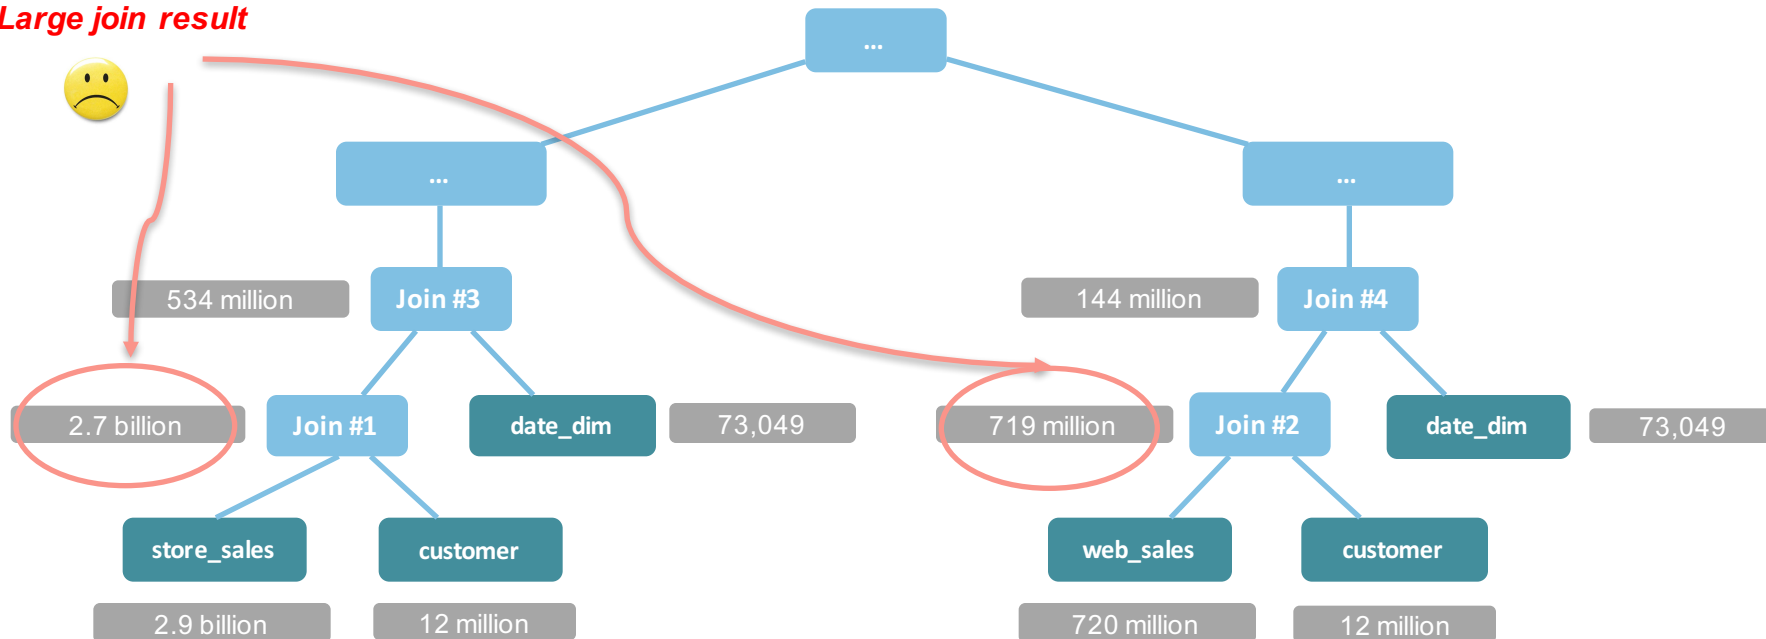 Large join result
...
...
...
534 million
Join #3
144 million
Join #4
2.7 billion
Join #1
date_dim
73,049
719 million
Join #2
date_dim
73,049
store_sales
customer
web_sales
customer
2.9 billion
12 million
720 million
12 million